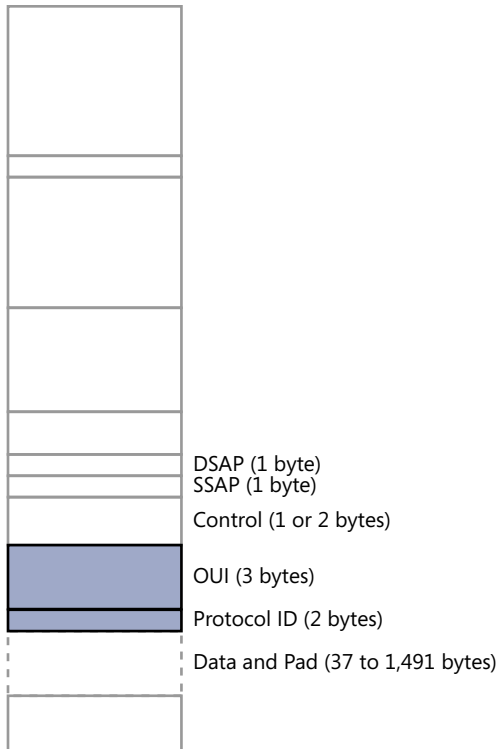 DSAP (1 byte)
SSAP (1 byte)
Control (1 or 2 bytes)
OUI (3 bytes)
Protocol ID (2 bytes)
Data and Pad (37 to 1,491 bytes)